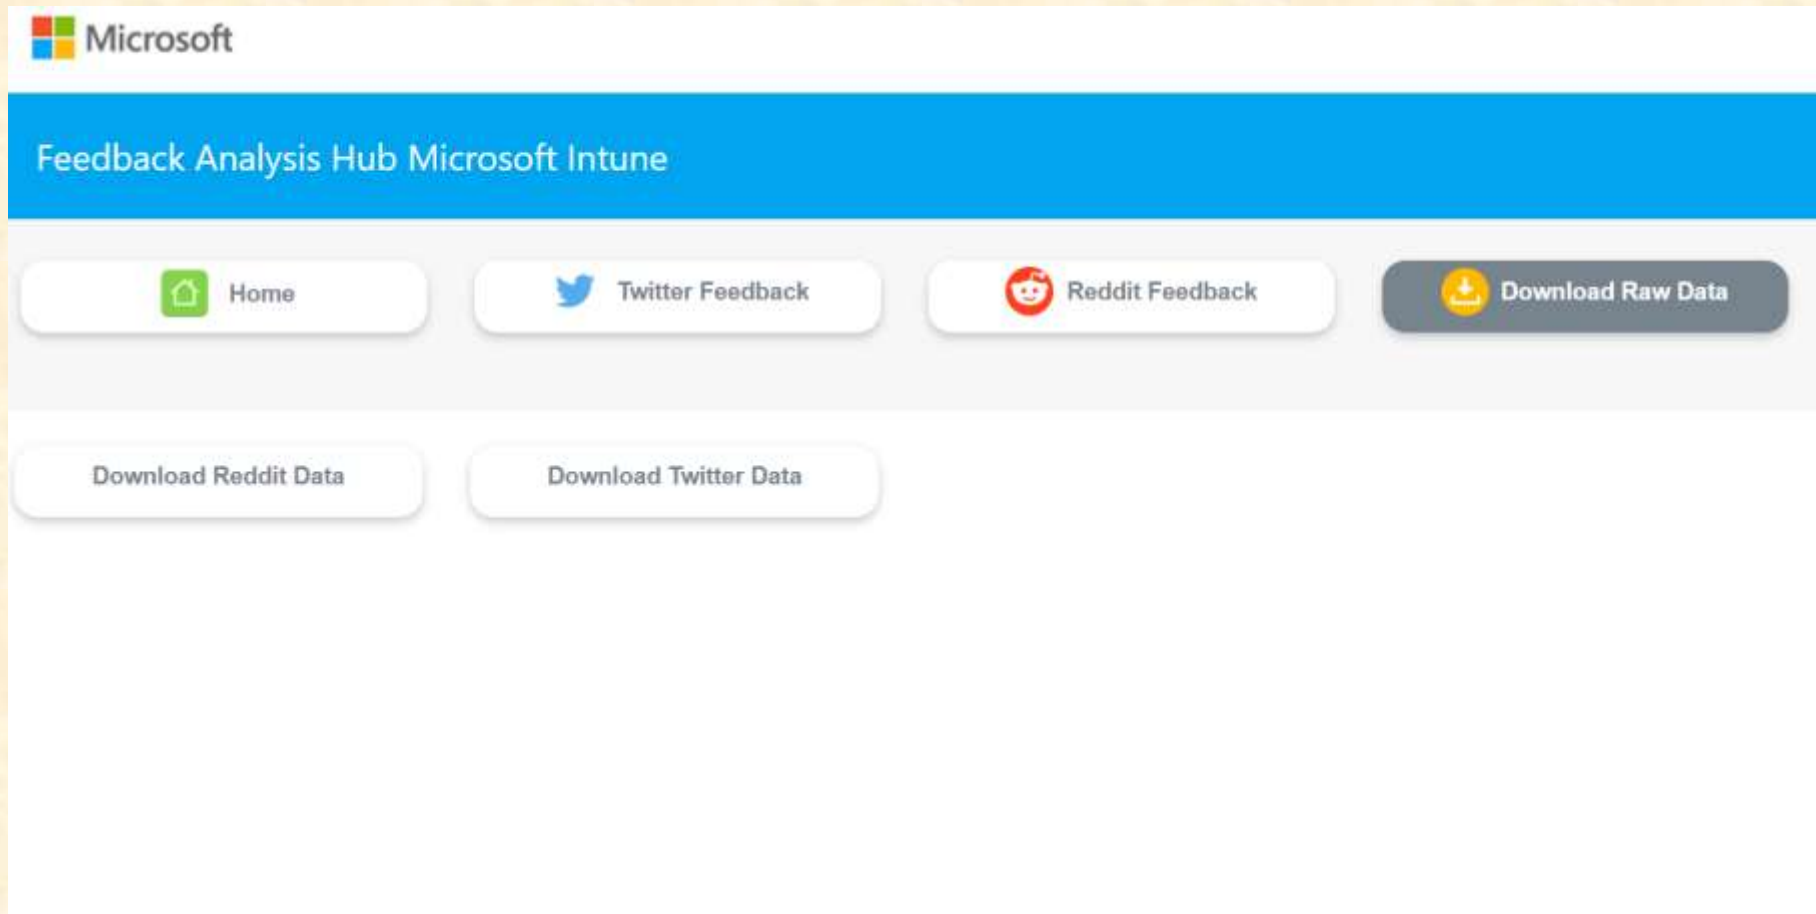 Microsoft
Feedback Analysis Hub Microsoft Intune
Home
Twitter Feedback
Reddit Feedback
Download Raw Data
Download Reddit Data
Download Twitter Data